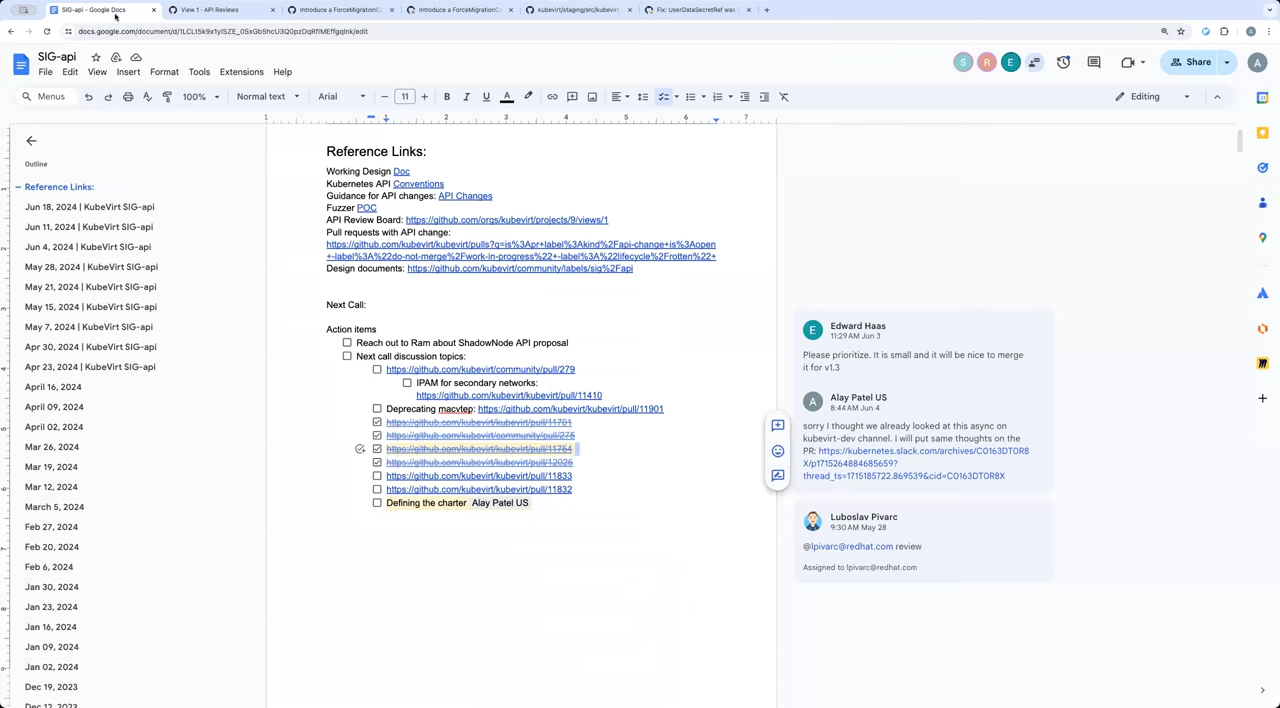 SIG-api - Google Docs
View 1 · API Reviews
Introduce a ForceMigrationC
Introduce a ForceMigrationC
kubevirt/staging/src/kubevirt
Fix: UserDataSecretRef was
docs.google.com/document/d/
SIG-api
File Edit View Insert Format Tools Extensions Help
S R E
Share
A
Menus
100%
Normal text
Arial
11
B I U A
Editing
1 1 2 3 4 5 6 7
Outline
Reference Links:
Jun 18, 2024 | KubeVirt SIG-api
Jun 11, 2024 | KubeVirt SIG-api
Jun 4, 2024 | KubeVirt SIG-api
May 28, 2024 | KubeVirt SIG-api
May 21, 2024 | KubeVirt SIG-api
May 15, 2024 | KubeVirt SIG-api
May 7, 2024 | KubeVirt SIG-api
Apr 30, 2024 | KubeVirt SIG-api
Apr 23, 2024 | KubeVirt SIG-api
April 16, 2024
April 09, 2024
April 02, 2024
Mar 26, 2024
Mar 19, 2024
Mar 12, 2024
March 5, 2024
Feb 27, 2024
Feb 20, 2024
Feb 6, 2024
Jan 30, 2024
Jan 23, 2024
Jan 16, 2024
Jan 09, 2024
Jan 02, 2024
Dec 19, 2023
Dec 12, 2023
Reference Links:
Working Design Doc
Kubernetes API Conventions
Guidance for API changes: API Changes
Fuzzer POC
API Review Board: https://github.com/orgs/kubevirt/projects/9/views/1
Pull requests with API change:
https://github.com/kubevirt/kubevirt/pulls?q=is%3Apr+label%3Akind%2Fapi-change+is%3Aopen
+-label%3A%22do-not-merge%2Fwork-in-progress%22+-label%3A%22lifecycle%2Frotten%22+
Design documents: https://github.com/kubevirt/community/labels/sig%2Fapi
Next Call:
Action items
Reach out to Ram about ShadowNode API proposal
Next call discussion topics:
https://github.com/kubevirt/community/pull/279
IPAM for secondary networks:
https://github.com/kubevirt/kubevirt/pull/11410
Deprecating macvtep: https://github.com/kubevirt/kubevirt/pull/11901
https://github.com/kubevirt/kubevirt/pull/11701
https://github.com/kubevirt/community/pull/275
https://github.com/kubevirt/kubevirt/pull/11754
https://github.com/kubevirt/kubevirt/pull/12026
https://github.com/kubevirt/kubevirt/pull/11833
https://github.com/kubevirt/kubevirt/pull/11832
Defining the charter Alay Patel US
E
Edward Haas
11:29 AM Jun 3
Please prioritize. It is small and it will be nice to merge
it for v1.3
A
Alay Patel US
8:44 AM Jun 4
sorry I thought we already looked at this async on
kubevirt-dev channel. I will put same thoughts on the
PR: https://kubernetes.slack.com/archives/C0163DT0R8
X/p1715264884685659?
thread_ts=1715185722.869539&cid=C0163DT0R8X
Luboslav Pivarc
9:30 AM May 28
@lpivarc@redhat.com review
Assigned to lpivarc@redhat.com